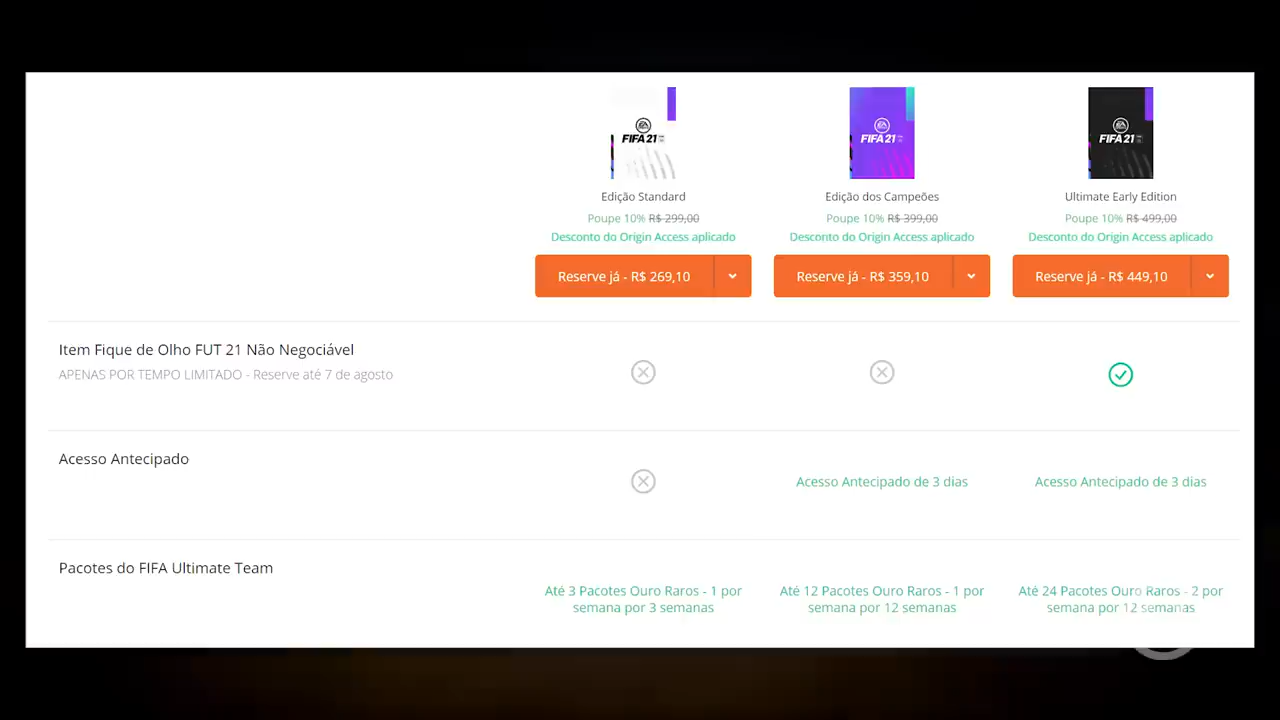 FIFA 21
FIFA 21
FIFA 21
Edição Standard
Edição dos Campeões
Ultimate Early Edition
Poupe 10% R$ 299,00
Poupe 10% R$ 399,00
Poupe 10% R$ 499,00
Desconto do Origin Access aplicado
Desconto do Origin Access aplicado
Desconto do Origin Access aplicado
Reserve já - R$ 269,10
Reserve já - R$ 359,10
Reserve já - R$ 449,10
Item Fique de Olho FUT 21 Não Negociável
APENAS POR TEMPO LIMITADO - Reserve até 7 de agosto
Acesso Antecipado
Acesso Antecipado de 3 dias
Acesso Antecipado de 3 dias
Pacotes do FIFA Ultimate Team
Até 3 Pacotes Ouro Raros - 1 por
semana por 3 semanas
Até 12 Pacotes Ouro Raros - 1 por
semana por 12 semanas
Até 24 Pacotes Ouro Raros - 2 por
semana por 12 semanas